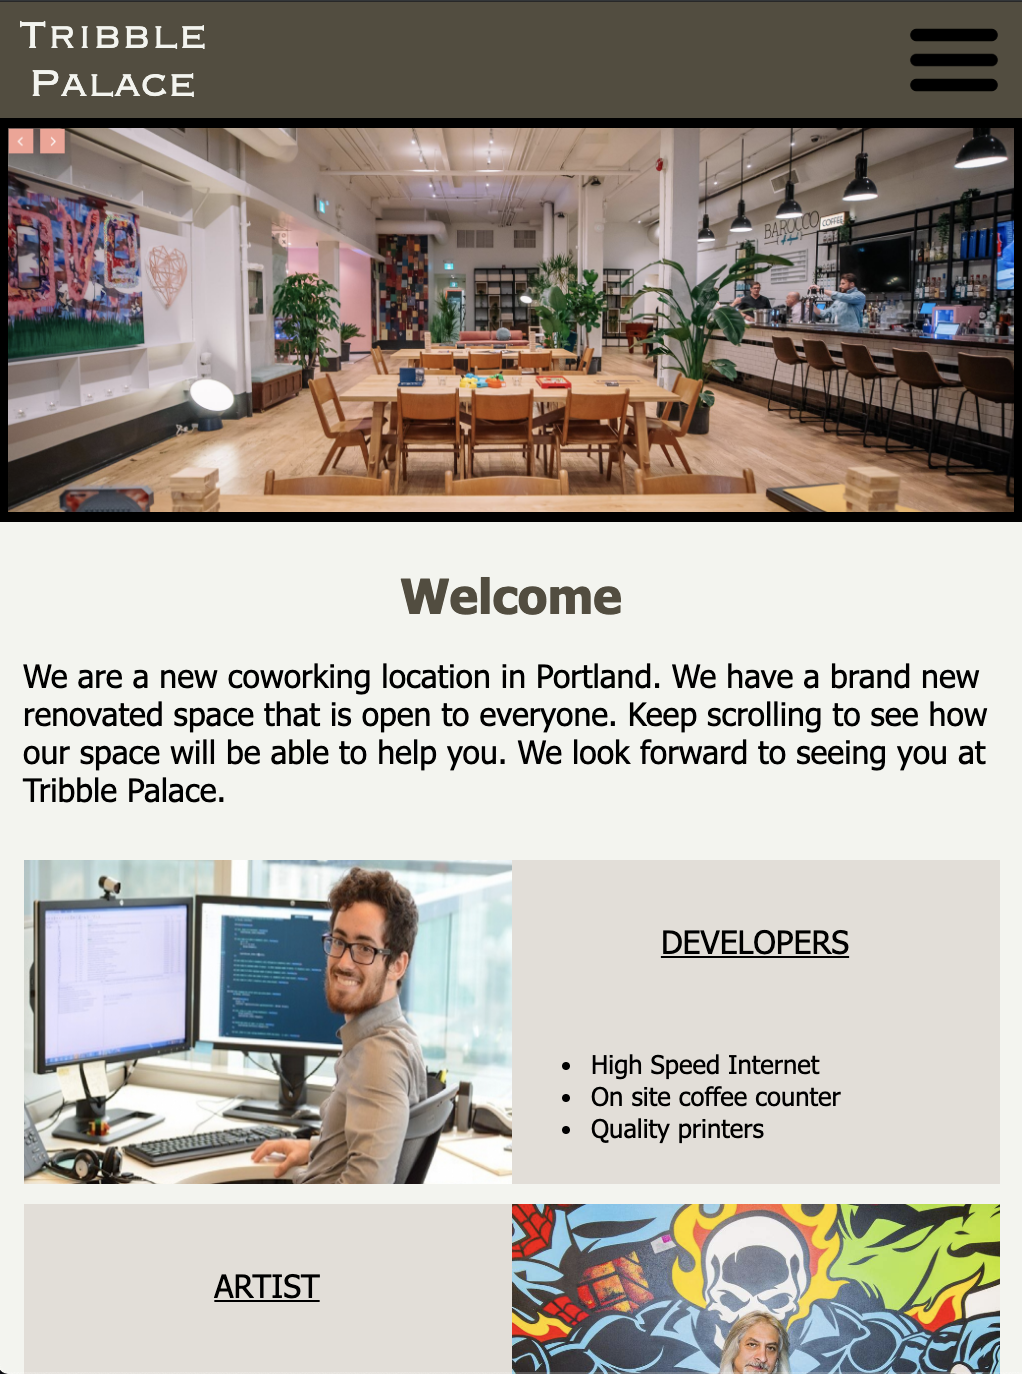 TRIBBLE
PALACE
BAROCCO
COFFEE
Welcome
We are a new coworking location in Portland. We have a brand new
renovated space that is open to everyone. Keep scrolling to see how
our space will be able to help you. We look forward to seeing you at
Tribble Palace.
DEVELOPERS
• High Speed Internet
• On site coffee counter
• Quality printers
ARTIST